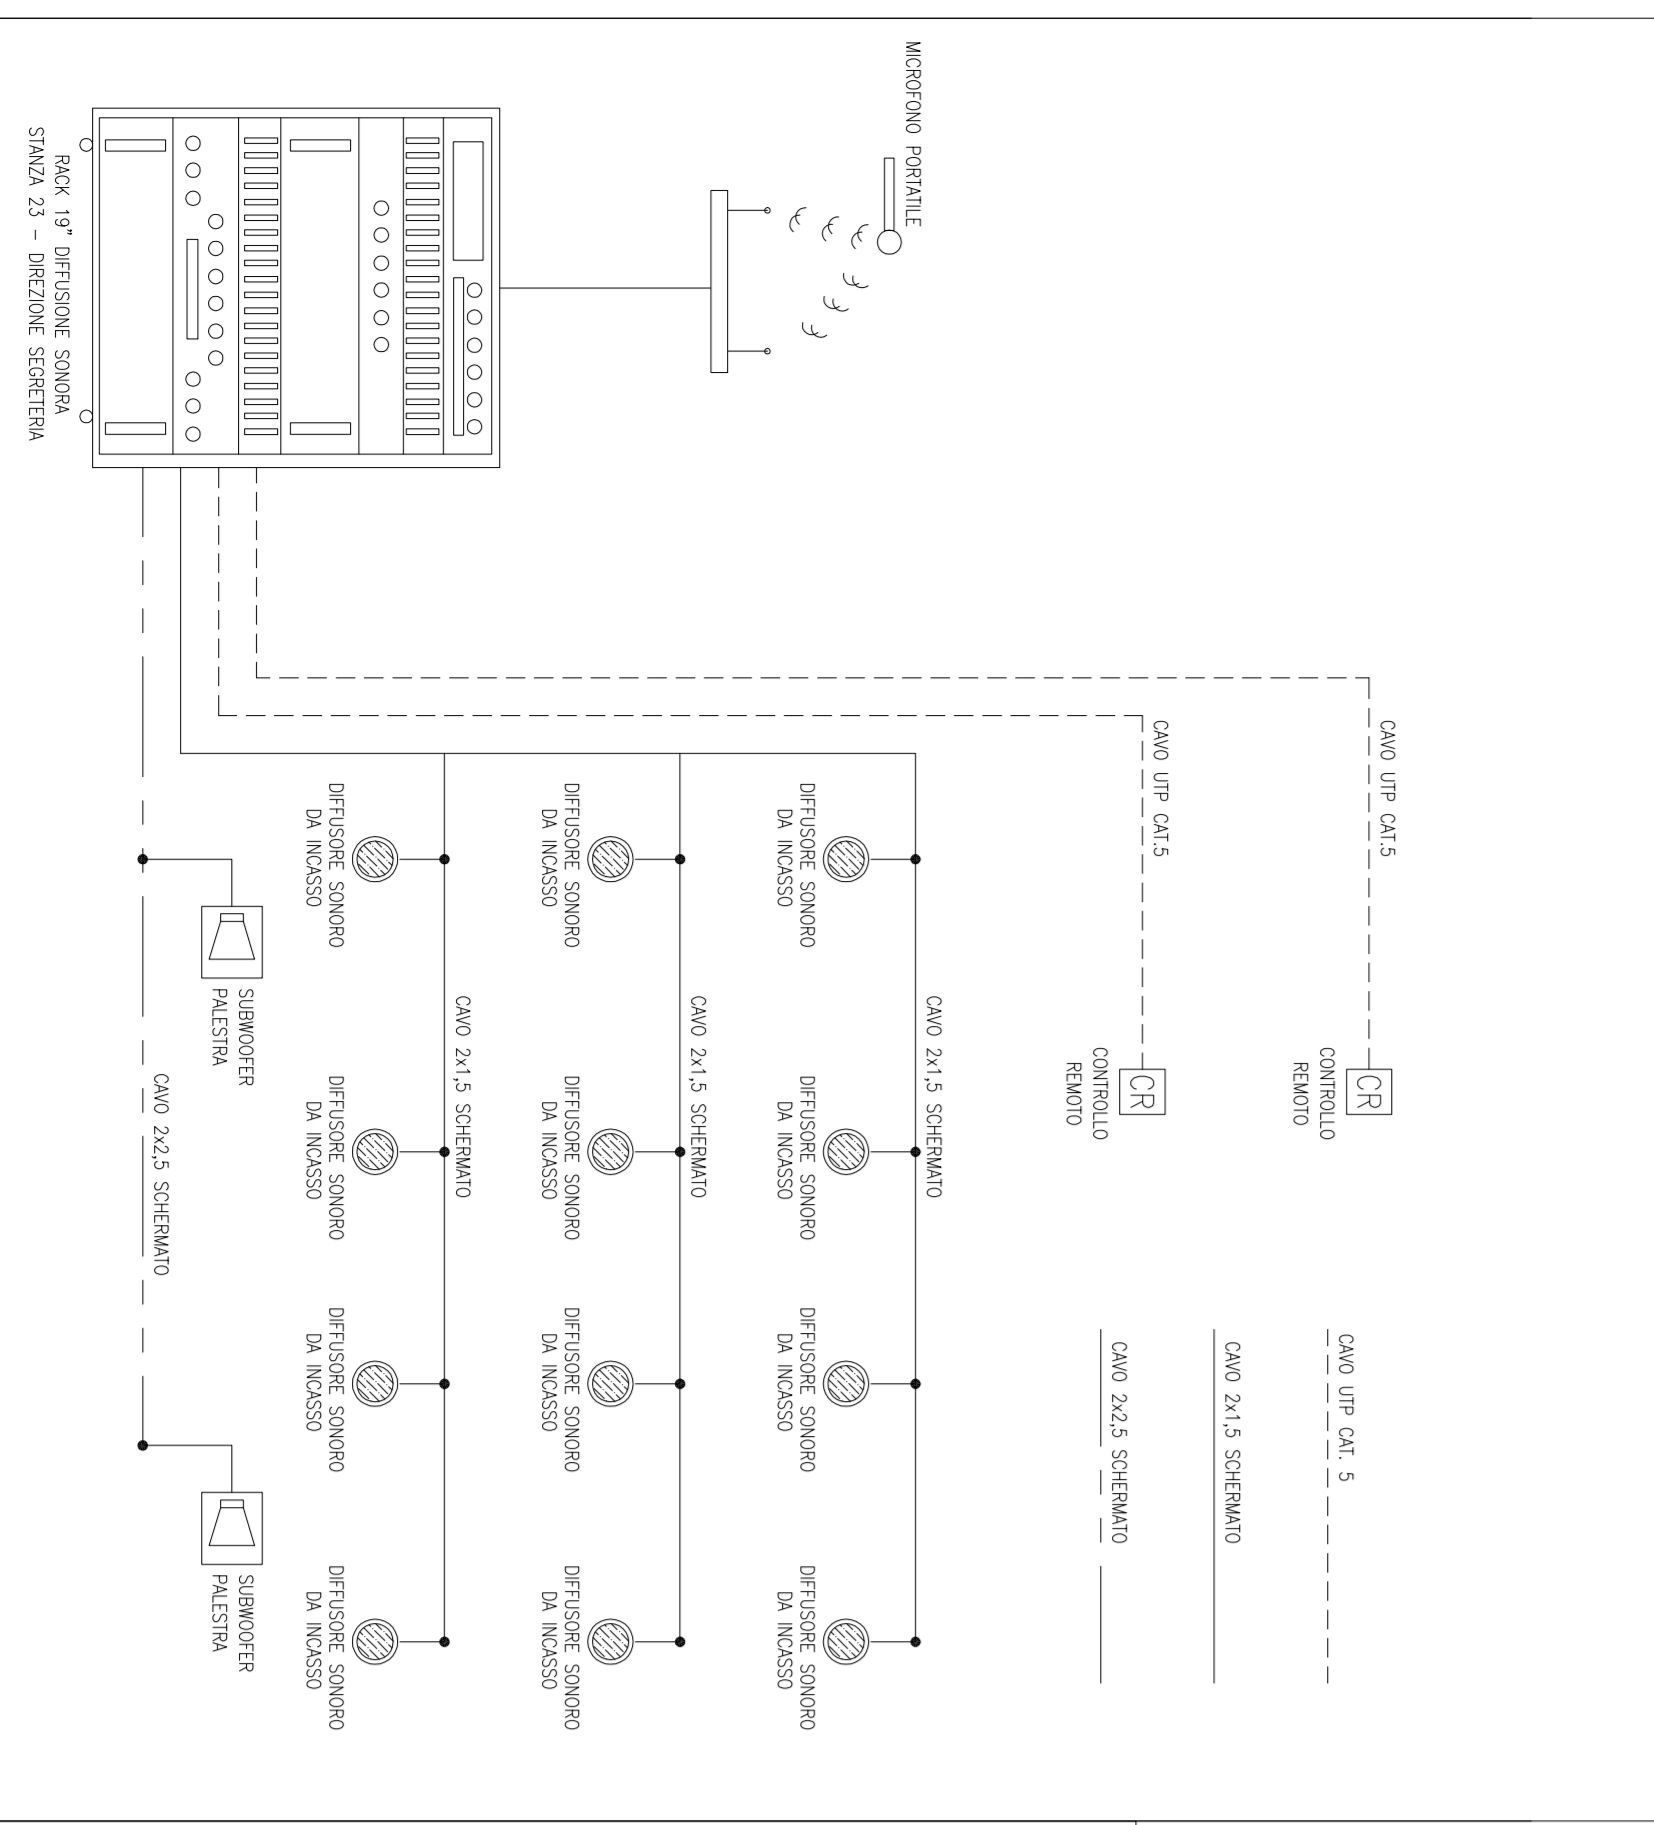 MICROFONO PORTATILE
RACK 19" DIFFUSIONE SONORA
STANZA 23 - DIREZIONE SEGRETERIA
CAVO UTP CAT.5
CONTROLLO
REMOTO
CR
CAVO UTP CAT.5
CONTROLLO
REMOTO
CR
CAVO 2x1,5 SCHERMATO
DIFFUSORE SONORO
DA INCASSO
DIFFUSORE SONORO
DA INCASSO
DIFFUSORE SONORO
DA INCASSO
DIFFUSORE SONORO
DA INCASSO
CAVO 2x1,5 SCHERMATO
DIFFUSORE SONORO
DA INCASSO
DIFFUSORE SONORO
DA INCASSO
DIFFUSORE SONORO
DA INCASSO
DIFFUSORE SONORO
DA INCASSO
CAVO 2x1,5 SCHERMATO
DIFFUSORE SONORO
DA INCASSO
DIFFUSORE SONORO
DA INCASSO
DIFFUSORE SONORO
DA INCASSO
DIFFUSORE SONORO
DA INCASSO
SUBWOOFER
PALESTRA
CAVO 2x2,5 SCHERMATO
SUBWOOFER
PALESTRA
CAVO UTP CAT. 5
CAVO 2x1,5 SCHERMATO
CAVO 2x2,5 SCHERMATO